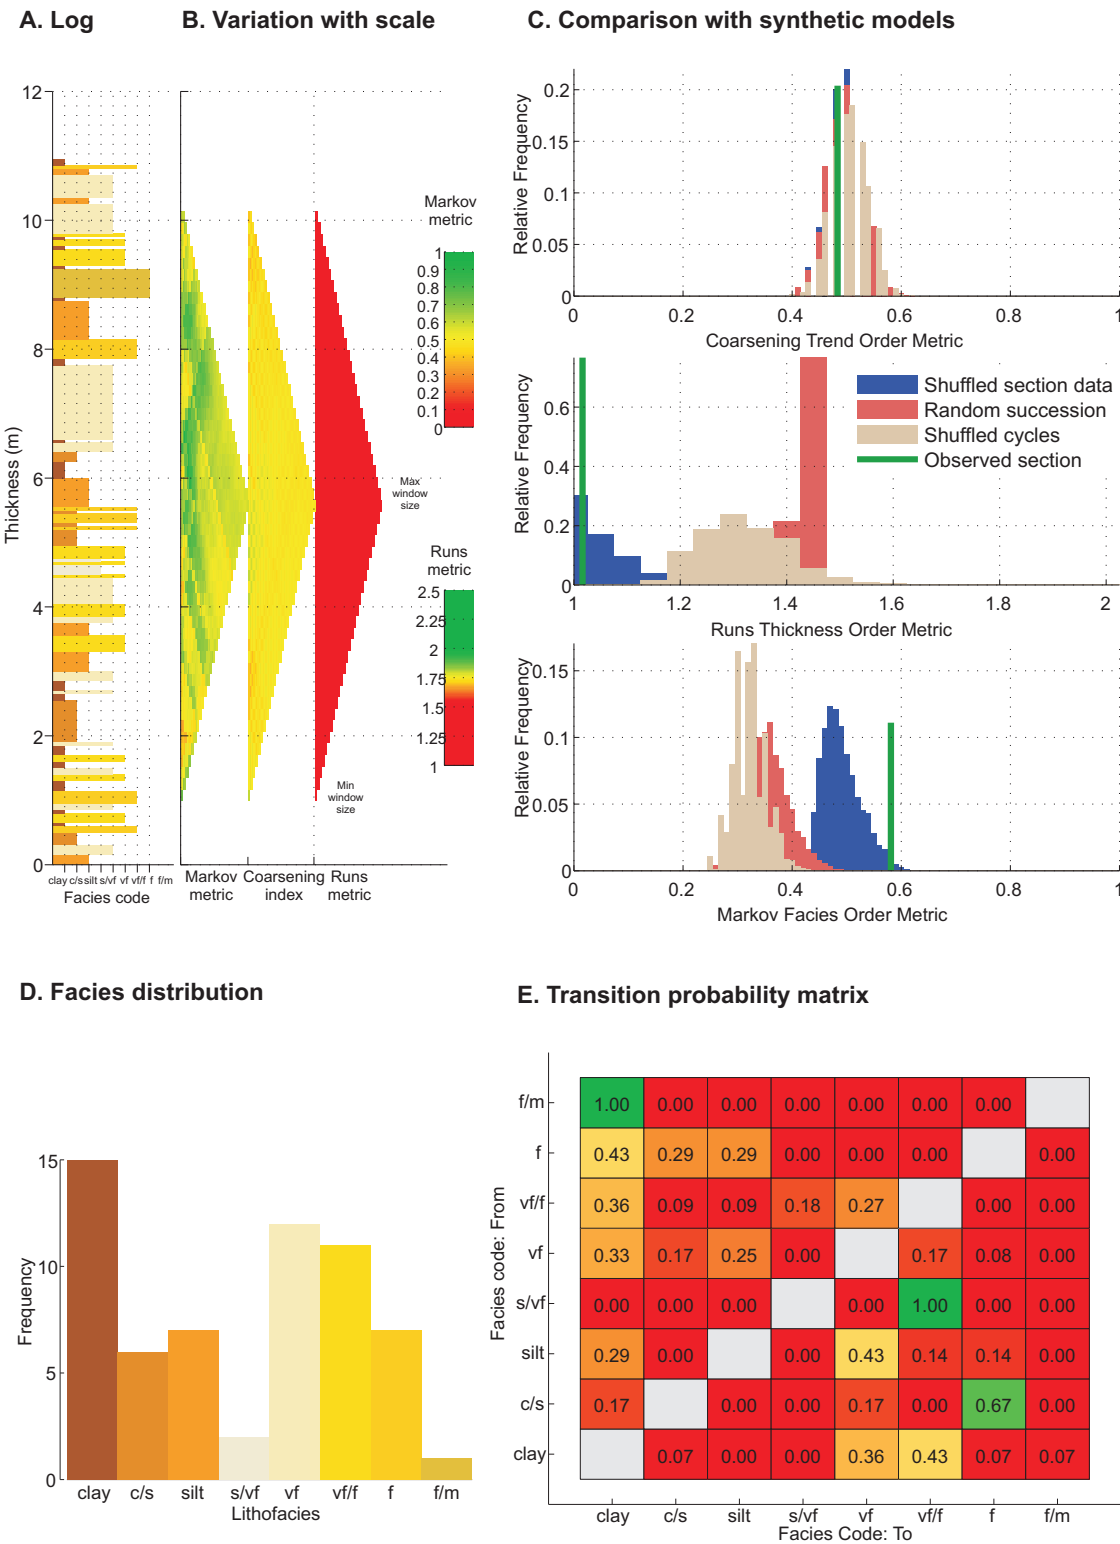 A. Log
B. Variation with scale
C. Comparison with synthetic models
Thickness (m)
12
10
8
6
4
2
0
clay c/s silt s/vf vf vf/f f f/m
Facies code
Markov
metric
Coarsening
index
Runs
metric
Markov
metric
1
0.9
0.8
0.7
0.6
0.5
0.4
0.3
0.2
0.1
0
Max
window
size
Runs
metric
2.5
2.25
2
1.75
1.5
1.25
1
Min
window
size
Relative Frequency
0.2
0.15
0.1
0.05
0
0 0.2 0.4 0.6 0.8 1
Coarsening Trend Order Metric
Relative Frequency
0.6
0.4
0.2
0
1 1.2 1.4 1.6 1.8 2
Runs Thickness Order Metric
Shuffled section data
Random succession
Shuffled cycles
Observed section
Relative Frequency
0.15
0.1
0.05
0
0.2 0.4 0.6 0.8 1
Markov Facies Order Metric
D. Facies distribution
Frequency
15
10
5
0
clay c/s silt s/vf vf vf/f f f/m
Lithofacies
E. Transition probability matrix
Facies code: From
f/m 1.00 0.00 0.00 0.00 0.00 0.00 0.00
f 0.43 0.29 0.29 0.00 0.00 0.00 0.00
vf/f 0.36 0.09 0.09 0.18 0.27 0.00 0.00
vf 0.33 0.17 0.25 0.00 0.17 0.08 0.00
s/vf 0.00 0.00 0.00 0.00 1.00 0.00 0.00
silt 0.29 0.00 0.00 0.43 0.14 0.14 0.00
c/s 0.17 0.00 0.00 0.17 0.00 0.67 0.00
clay 0.07 0.00 0.00 0.36 0.43 0.07 0.07
clay c/s silt s/vf vf vf/f f f/m
Facies Code: To